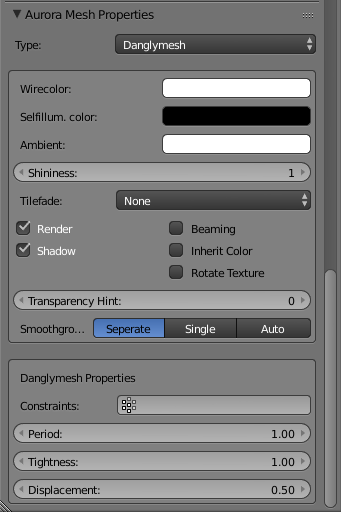 Aurora Mesh Properties
Type: Danglymesh
Wirecolor:
Selfillum. color:
Ambient:
Shininess: 1
Tilefade: None
Render Beaming
Shadow Inherit Color
Rotate Texture
Transparency Hint: 0
Smoothgro... Seperate Single Auto
Danglymesh Properties
Constraints:
Period: 1.00
Tightness: 1.00
Displacement: 0.50